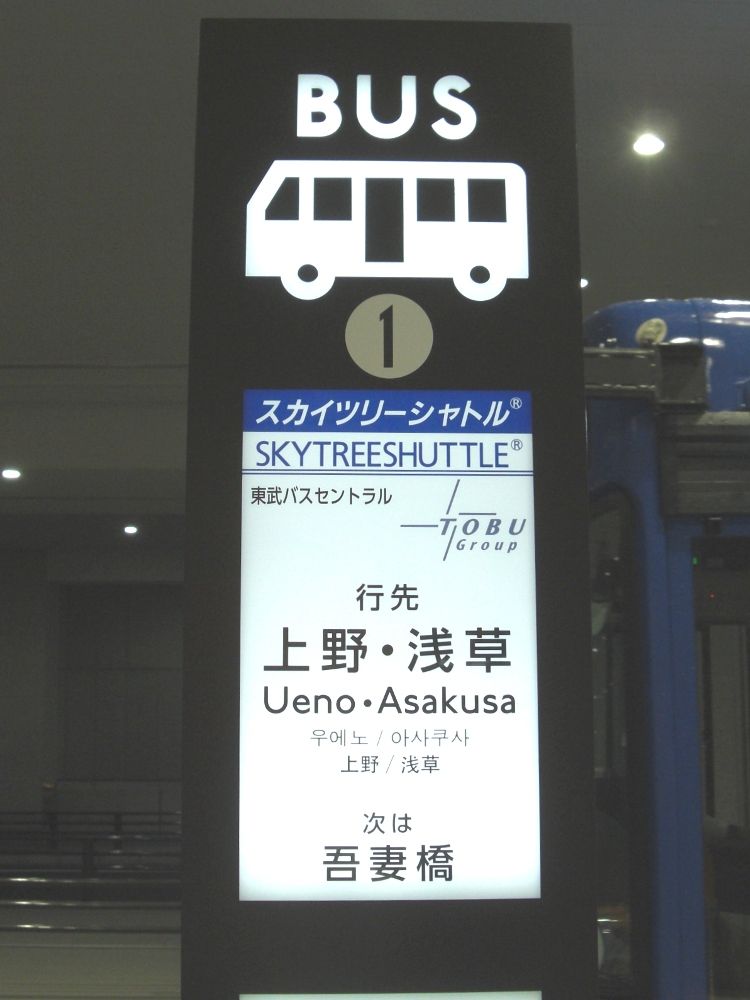 BUS
1
スカイツリーシャトル®
SKYTREESHUTTLE®
東武バスセントラル
TOBU
Group
行先
上野・浅草
Ueno・Asakusa
우에노 / 아사쿠사
上野 / 浅草
次は
吾妻橋